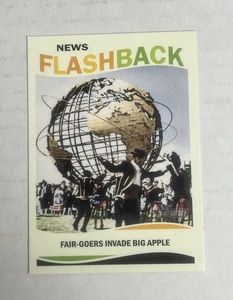 NEWS
FLASHBACK
FAIR-GOERS INVADE BIG APPLE